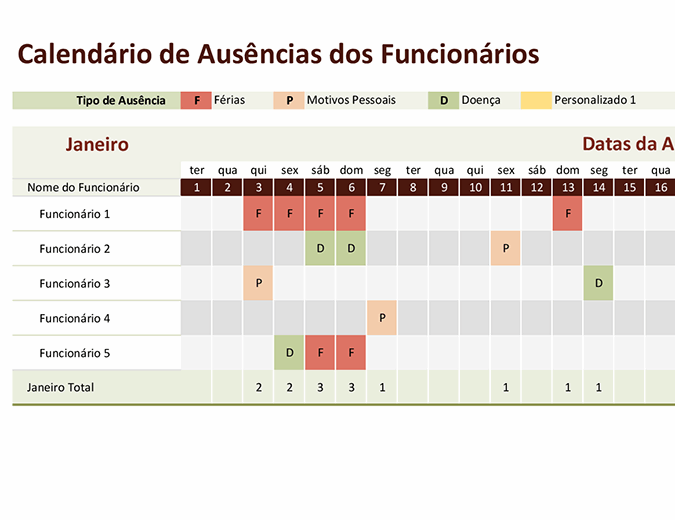 Calendário de Ausências dos Funcionários
Tipo de Ausência F Férias P Motivos Pessoais D Doença Personalizado 1
Janeiro Datas da A
ter qua qui sex sáb dom seg ter qua qui sex sáb dom seg ter qua
Nome do Funcionário 1 2 3 4 5 6 7 8 9 10 11 12 13 14 15 16
Funcionário 1 F F F F F
Funcionário 2 D D P
Funcionário 3 P D
Funcionário 4 P
Funcionário 5 D F F
Janeiro Total 2 2 3 3 1 1 1 1